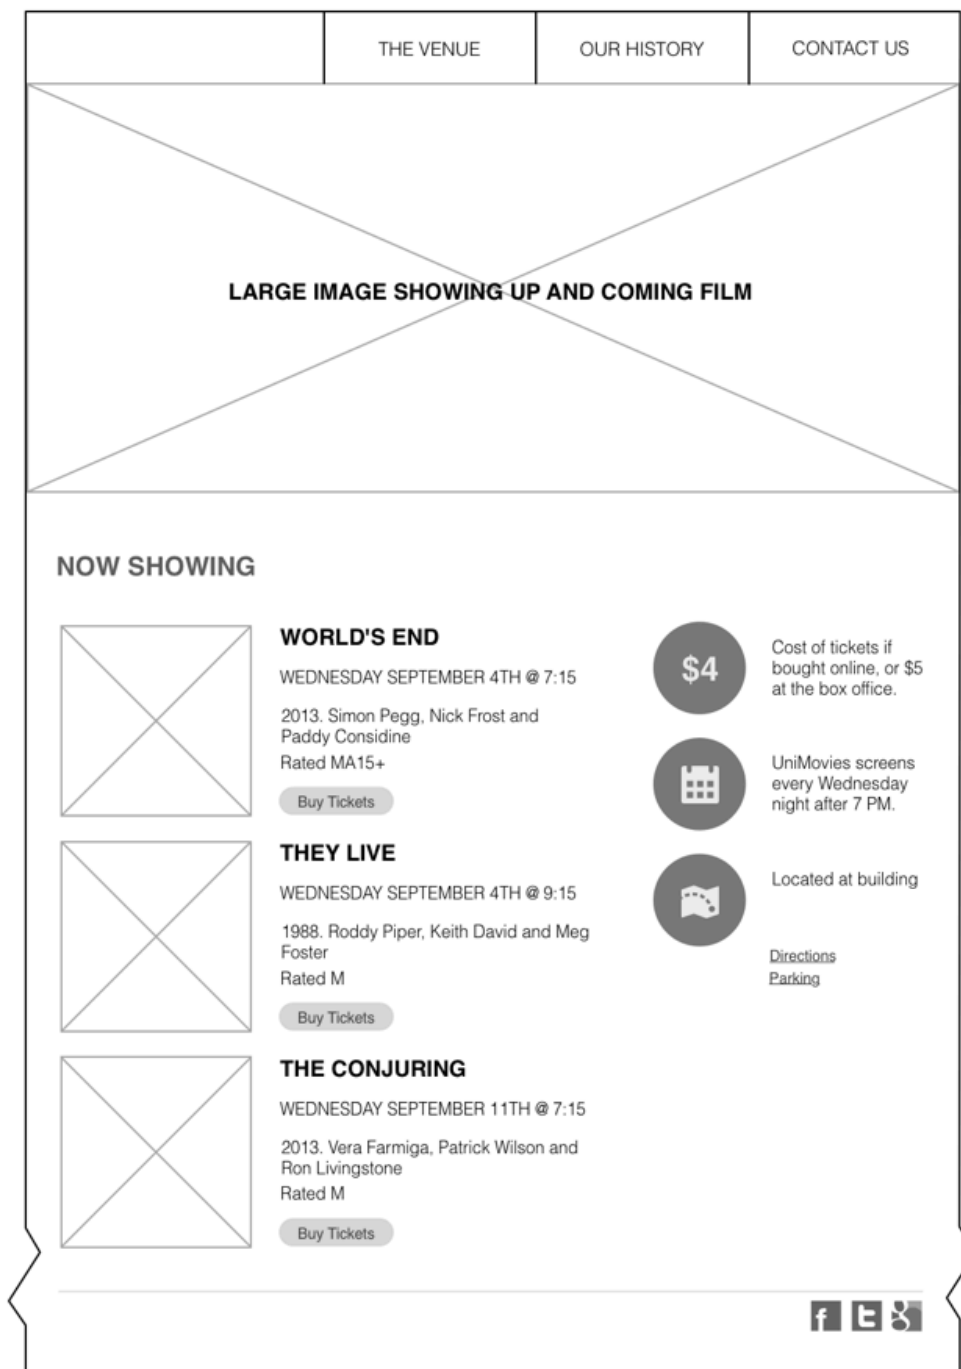 THE VENUE
OUR HISTORY
CONTACT US
LARGE IMAGE SHOWING UP AND COMING FILM
NOW SHOWING
WORLD'S END
WEDNESDAY SEPTEMBER 4TH @ 7:15
2013. Simon Pegg, Nick Frost and
Paddy Considine
Rated MA15+
Buy Tickets
THEY LIVE
WEDNESDAY SEPTEMBER 4TH @ 9:15
1988. Roddy Piper, Keith David and Meg
Foster
Rated M
Buy Tickets
THE CONJURING
WEDNESDAY SEPTEMBER 11TH @ 7:15
2013. Vera Farmiga, Patrick Wilson and
Ron Livingstone
Rated M
Buy Tickets
$4
Cost of tickets if
bought online, or $5
at the box office.
UniMovies screens
every Wednesday
night after 7 PM.
Located at building
Directions
Parking
f t g